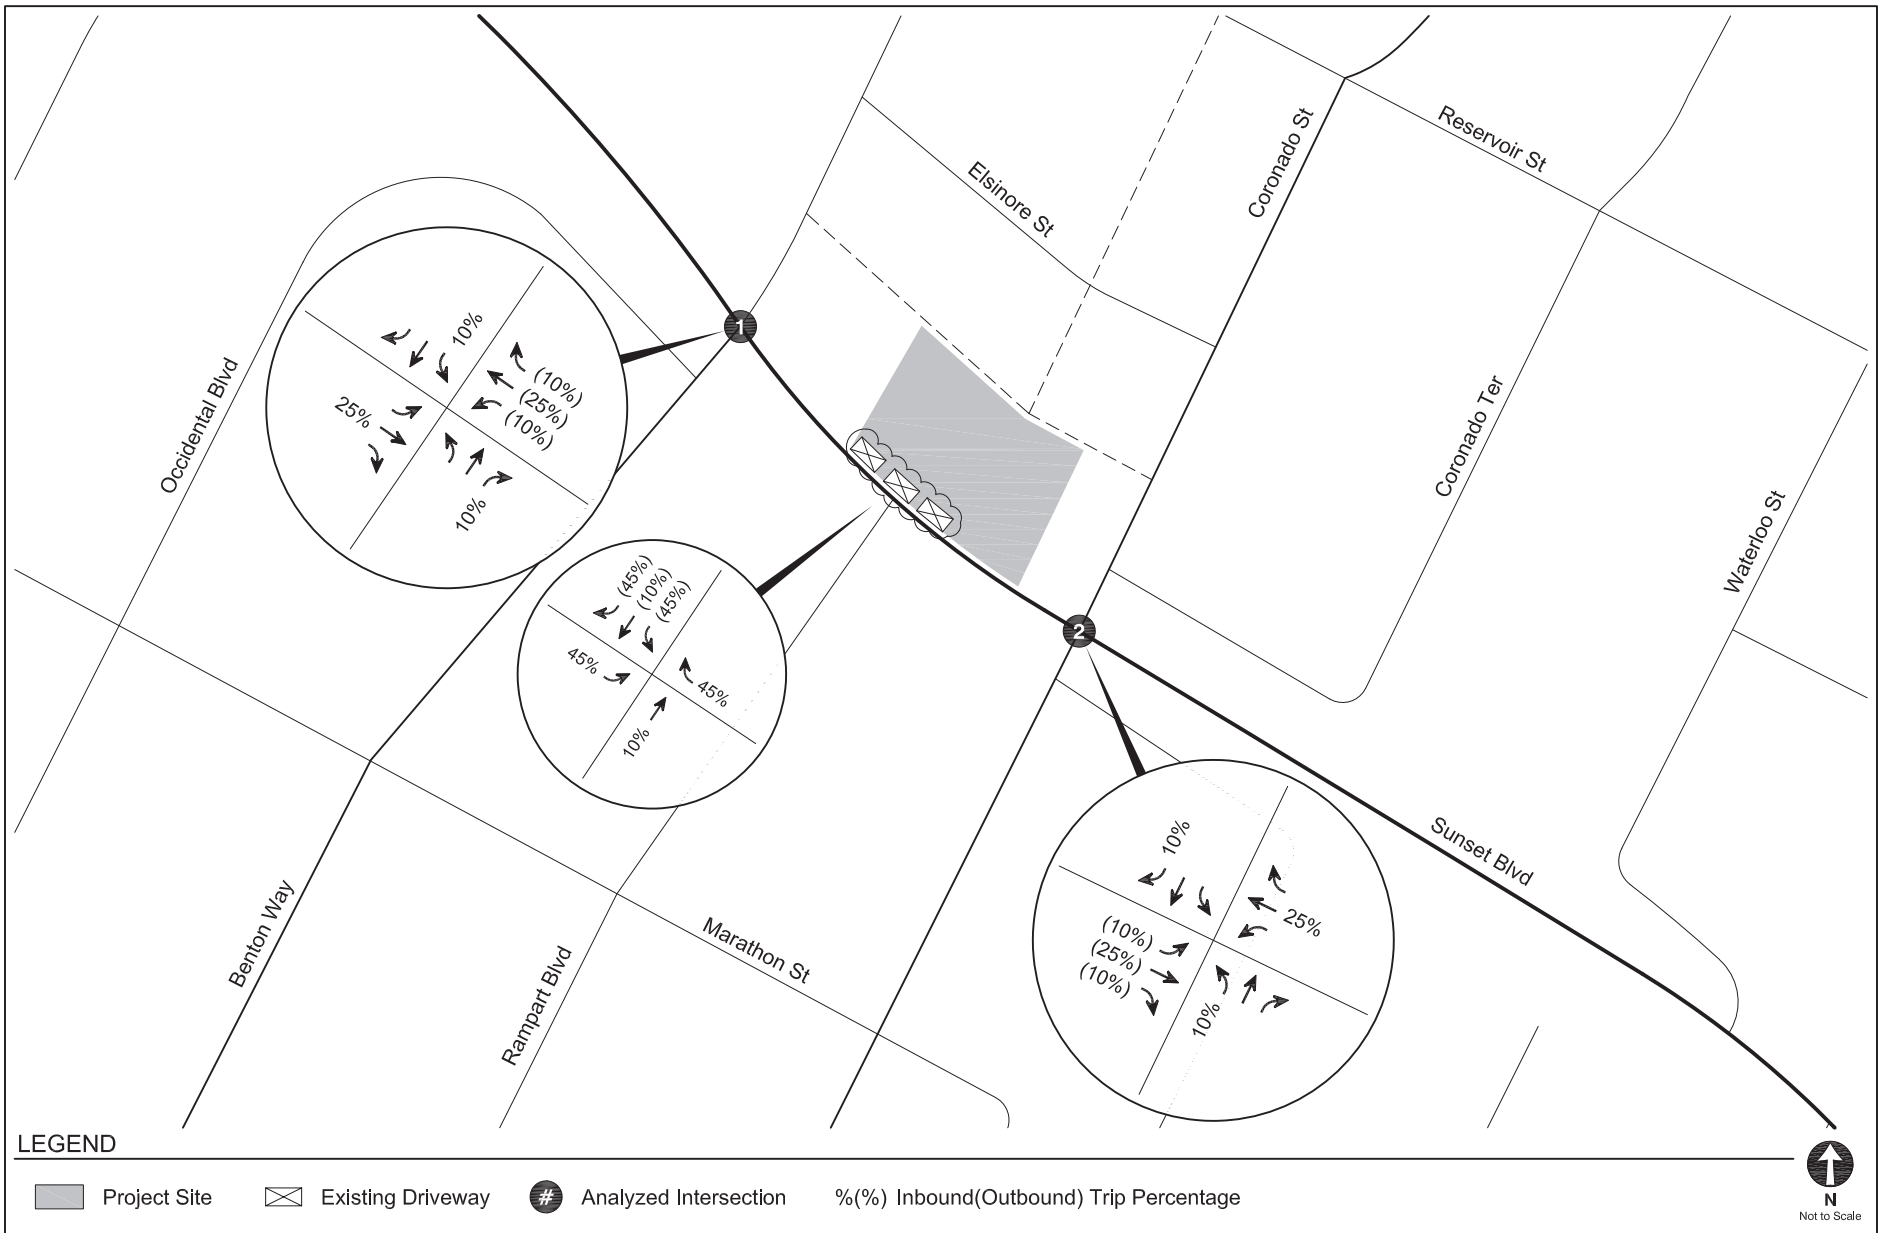 Reservoir St
Coronado St
Elsinore St
1
10%
(10%)
(25%)
(10%)
25%
10%
Occidental Blvd
Coronado Ter
Waterloo St
(45%)
(10%)
(45%)
45%
45%
10%
2
10%
25%
(10%)
(25%)
(10%)
10%
Sunset Blvd
Benton Way
Rampart Blvd
Marathon St
LEGEND
Project Site
Existing Driveway
# Analyzed Intersection
%(%) Inbound(Outbound) Trip Percentage
N
Not to Scale